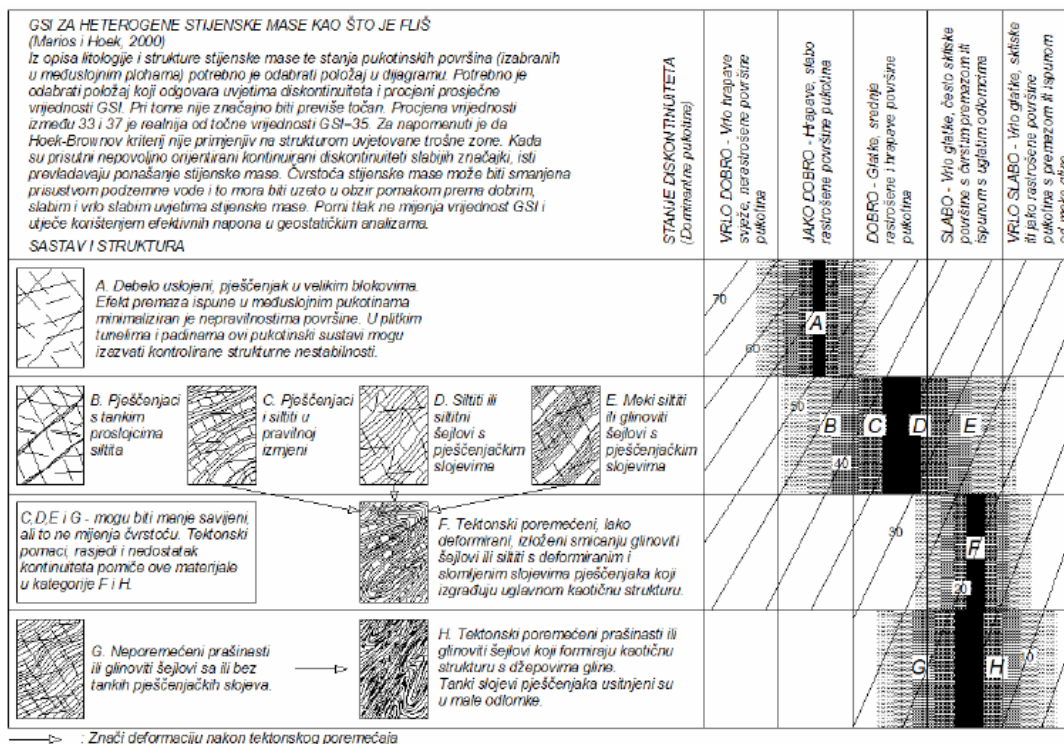 GSI ZA HETEROGENE STIJENSKE MASE KAO ŠTO JE FLIŠ
(Marios i Hoek, 2000)
Iz opisa litologije i strukture stijenske mase te stanja pukotinskih površina (izabranih
u međuslojnim plohama) potrebno je odabrati položaj u dijagramu. Potrebno je
odabrati položaj koji odgovara uvjetima diskontinuiteta i procjeni prosječne
vrijednosti GSI. Pri tome nije značajno biti previše točan. Procjena vrijednosti
između 33 i 37 je realnija od točne vrijednosti GSI=35. Za napomenuti je da
Hoek-Brownov kriterij nije primjenjiv na strukturom uvjetovane trošne zone. Kada
su prisutni nepovoljno orijentirani kontinuirani diskontinuiteti slabijih značajki, isti
prevladavaju ponašanje stijenske mase. Čvrstoća stijenske mase može biti smanjena
prisustvom podzemne vode i to mora biti uzeto u obzir pomakom prema dobrim,
slabim i vrlo slabim uvjetima stijenske mase. Porni tlak ne mijenja vrijednost GSI i
utječe korištenjem efektivnih napona u geostatičkim analizama.
SASTAV I STRUKTURA
STANJE DISKONTINUITETA
(Dominantne pukotine)
VRLO DOBRO - Vrlo hrapave
svježe, nerastrošene površine
pukotina
JAKO DOBRO - Hrapave, slabo
rastrošene površine pukotina
DOBRO - Glatke, srednje
rastrošene i hrapave površine
pukotina
SLABO - Vrlo glatke, često skliske
površine s čvrstum premazom ili
ispunom s uglatum odlomcima
VRLO SLABO - Vrlo glatke, skliske
ili jako rastrošene površine
pukotina s premazom ili ispunom
A. Debelo uslojeni, pješčenjak u velikim blokovima.
Efekt premaza ispune u međuslojnim pukotinama
minimaliziran je nepravilnostima površine. U plitkim
tunelima i padinama ovi pukotinski sustavi mogu
izazvati kontrolirane strukturne nestabilnosti.
70
60
A
B. Pješčenjaci
s tankim
proslojcima
siltita
C. Pješčenjaci
i siltiti u
pravilnoj
izmjeni
D. Siltiti ili
siltitni
šejlovi s
pješčenjačkim
slojevima
E. Meki siltiti
ili glinoviti
šejlovi s
pješčenjačkim
slojevima
50
B
C
D
E
40
C,D,E i G - mogu biti manje savijeni,
ali to ne mijenja čvrstoću. Tektonski
pomaci, rasjedi i nedostatak
kontinuiteta pomiče ove materijale
u kategorije F i H.
F. Tektonski poremećeni, lako
deformirani, izloženi smicanju glinoviti
šejlovi ili siltiti s deformiranim i
slomljenim slojevima pješčenjaka koji
izgrađuju uglavnom kaotičnu strukturu.
30
F
20
G. Neporemećeni prašinasti
ili glinoviti šejlovi sa ili bez
tankih pješčenjačkih slojeva.
H. Tektonski poremećeni prašinasti ili
glinoviti šejlovi koji formiraju kaotičnu
strukturu s džepovima gline.
Tanki slojevi pješčenjaka usitnjeni su
u male odlomke.
G
H
10
: Znači deformaciju nakon tektonskog poremećaja